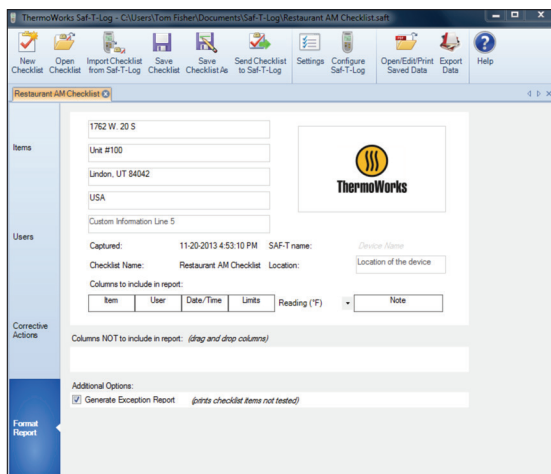 ThermoWorks Saf-T-Log - C:\Users\Tom Fisher\Documents\Saf-T-Log\Restaurant AM Checklist.saft
New Checklist
Open Checklist
Import Checklist from Saf-T-Log
Save Checklist
Save Checklist As
Send Checklist to Saf-T-Log
Settings
Configure Saf-T-Log
Open/Edit/Print Saved Data
Export Data
Help
Restaurant AM Checklist
Items
Users
Corrective Actions
Format Report
1762 W. 20 S
Unit #100
Lindon, UT 84042
USA
Custom Information Line 5
ThermoWorks
Captured: 11-20-2013 4:53:10 PM SAF-T name: Device Name
Checklist Name: Restaurant AM Checklist Location: Location of the device
Columns to include in report:
Item User Date/Time Limits Reading (°F) Note
Columns NOT to include in report: (drag and drop columns)
Additional Options:
Generate Exception Report (prints checklist items not tested)